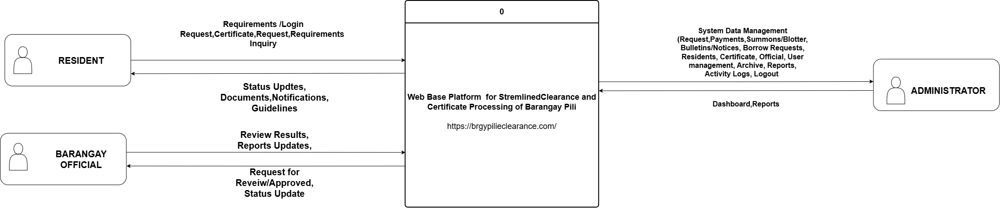 0
Requirements /Login
Request,Certificate,Request,Requirements
Inquiry
RESIDENT
Status Updtes,
Documents,Notifications,
Guidelines
Review Results,
Reports Updates,
BARANGAY
OFFICIAL
Request for
Reveiw/Approved,
Status Update
Web Base Platform  for StremlinedClearance and
Certificate Processing of Barangay Pili
https://brgypilieclearance.com/
System Data Management
(Request,Payments,Summons/Blotter,
Bulletins/Notices, Borrow Requests,
Residents, Certificate, Official, User
management, Archive, Reports,
Activity Logs, Logout
ADMINISTRATOR
Dashboard,Reports